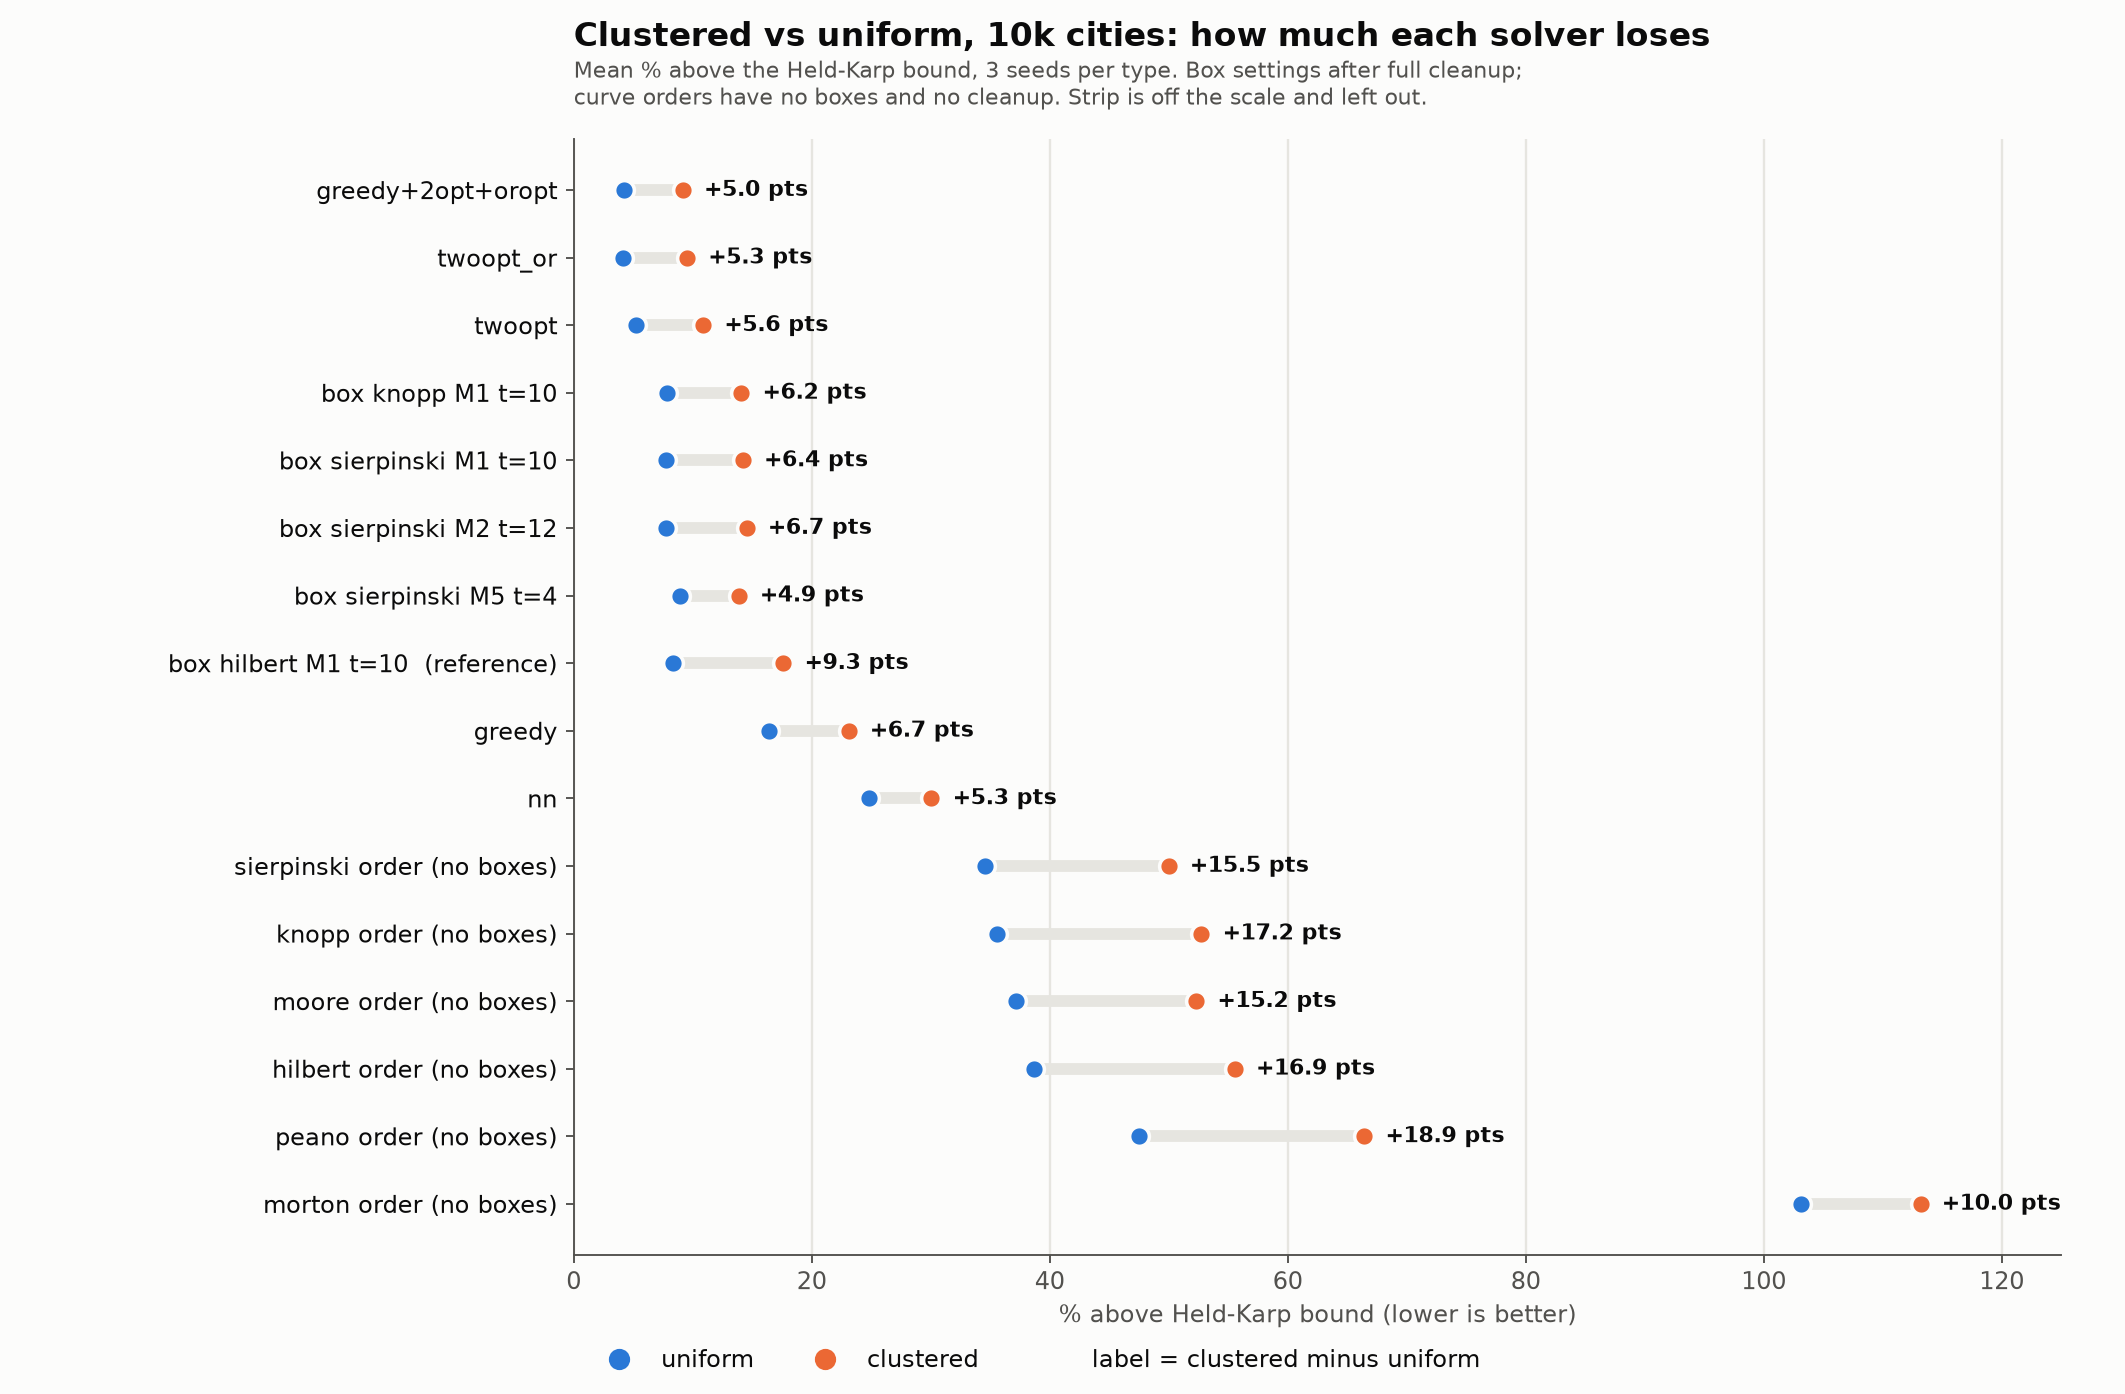 Clustered vs uniform, 10k cities: how much each solver loses
Mean % above the Held-Karp bound, 3 seeds per type. Box settings after full cleanup;
curve orders have no boxes and no cleanup. Strip is off the scale and left out.
greedy+2opt+oropt +5.0 pts
twoopt_or +5.3 pts
twoopt +5.6 pts
box knopp M1 t=10 +6.2 pts
box sierpinski M1 t=10 +6.4 pts
box sierpinski M2 t=12 +6.7 pts
box sierpinski M5 t=4 +4.9 pts
box hilbert M1 t=10  (reference) +9.3 pts
greedy +6.7 pts
nn +5.3 pts
sierpinski order (no boxes) +15.5 pts
knopp order (no boxes) +17.2 pts
moore order (no boxes) +15.2 pts
hilbert order (no boxes) +16.9 pts
peano order (no boxes) +18.9 pts
morton order (no boxes) +10.0 pts
0 20 40 60 80 100 120
% above Held-Karp bound (lower is better)
uniform clustered label = clustered minus uniform